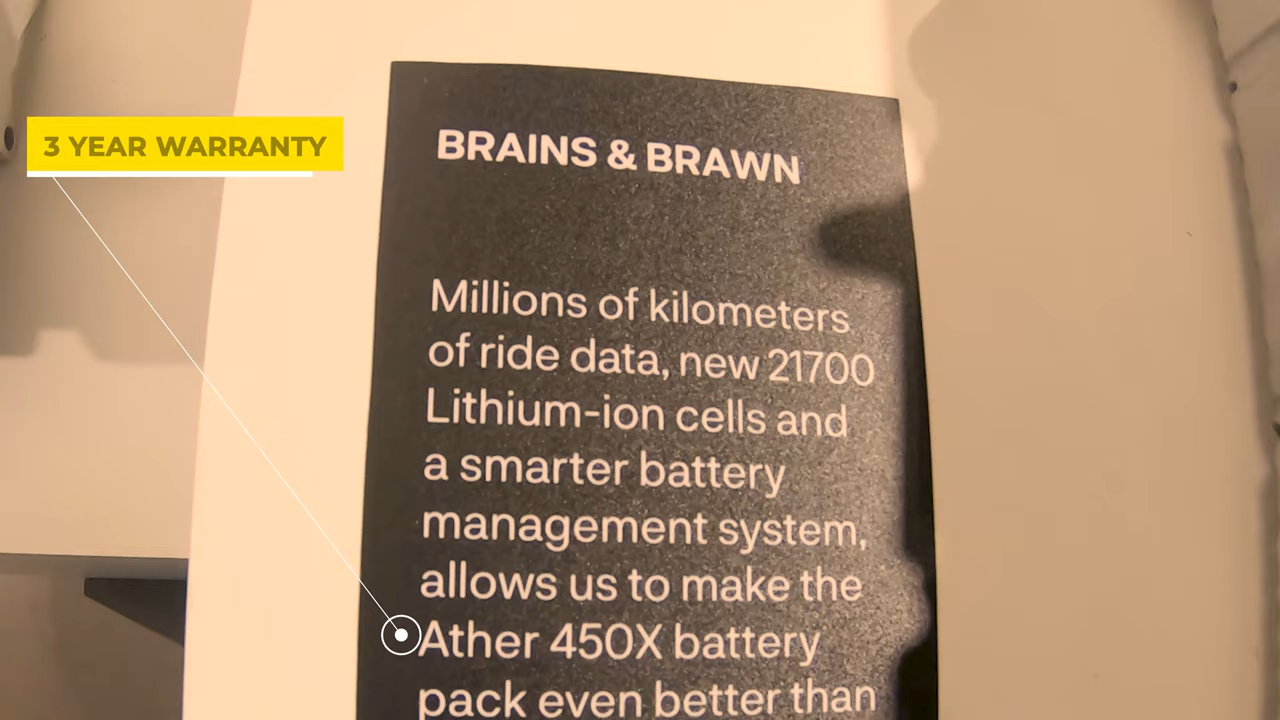 3 YEAR WARRANTY
BRAINS & BRAWN
Millions of kilometers
of ride data, new 21700
Lithium-ion cells and
a smarter battery
management system,
allows us to make the
Ather 450X battery
pack even better than